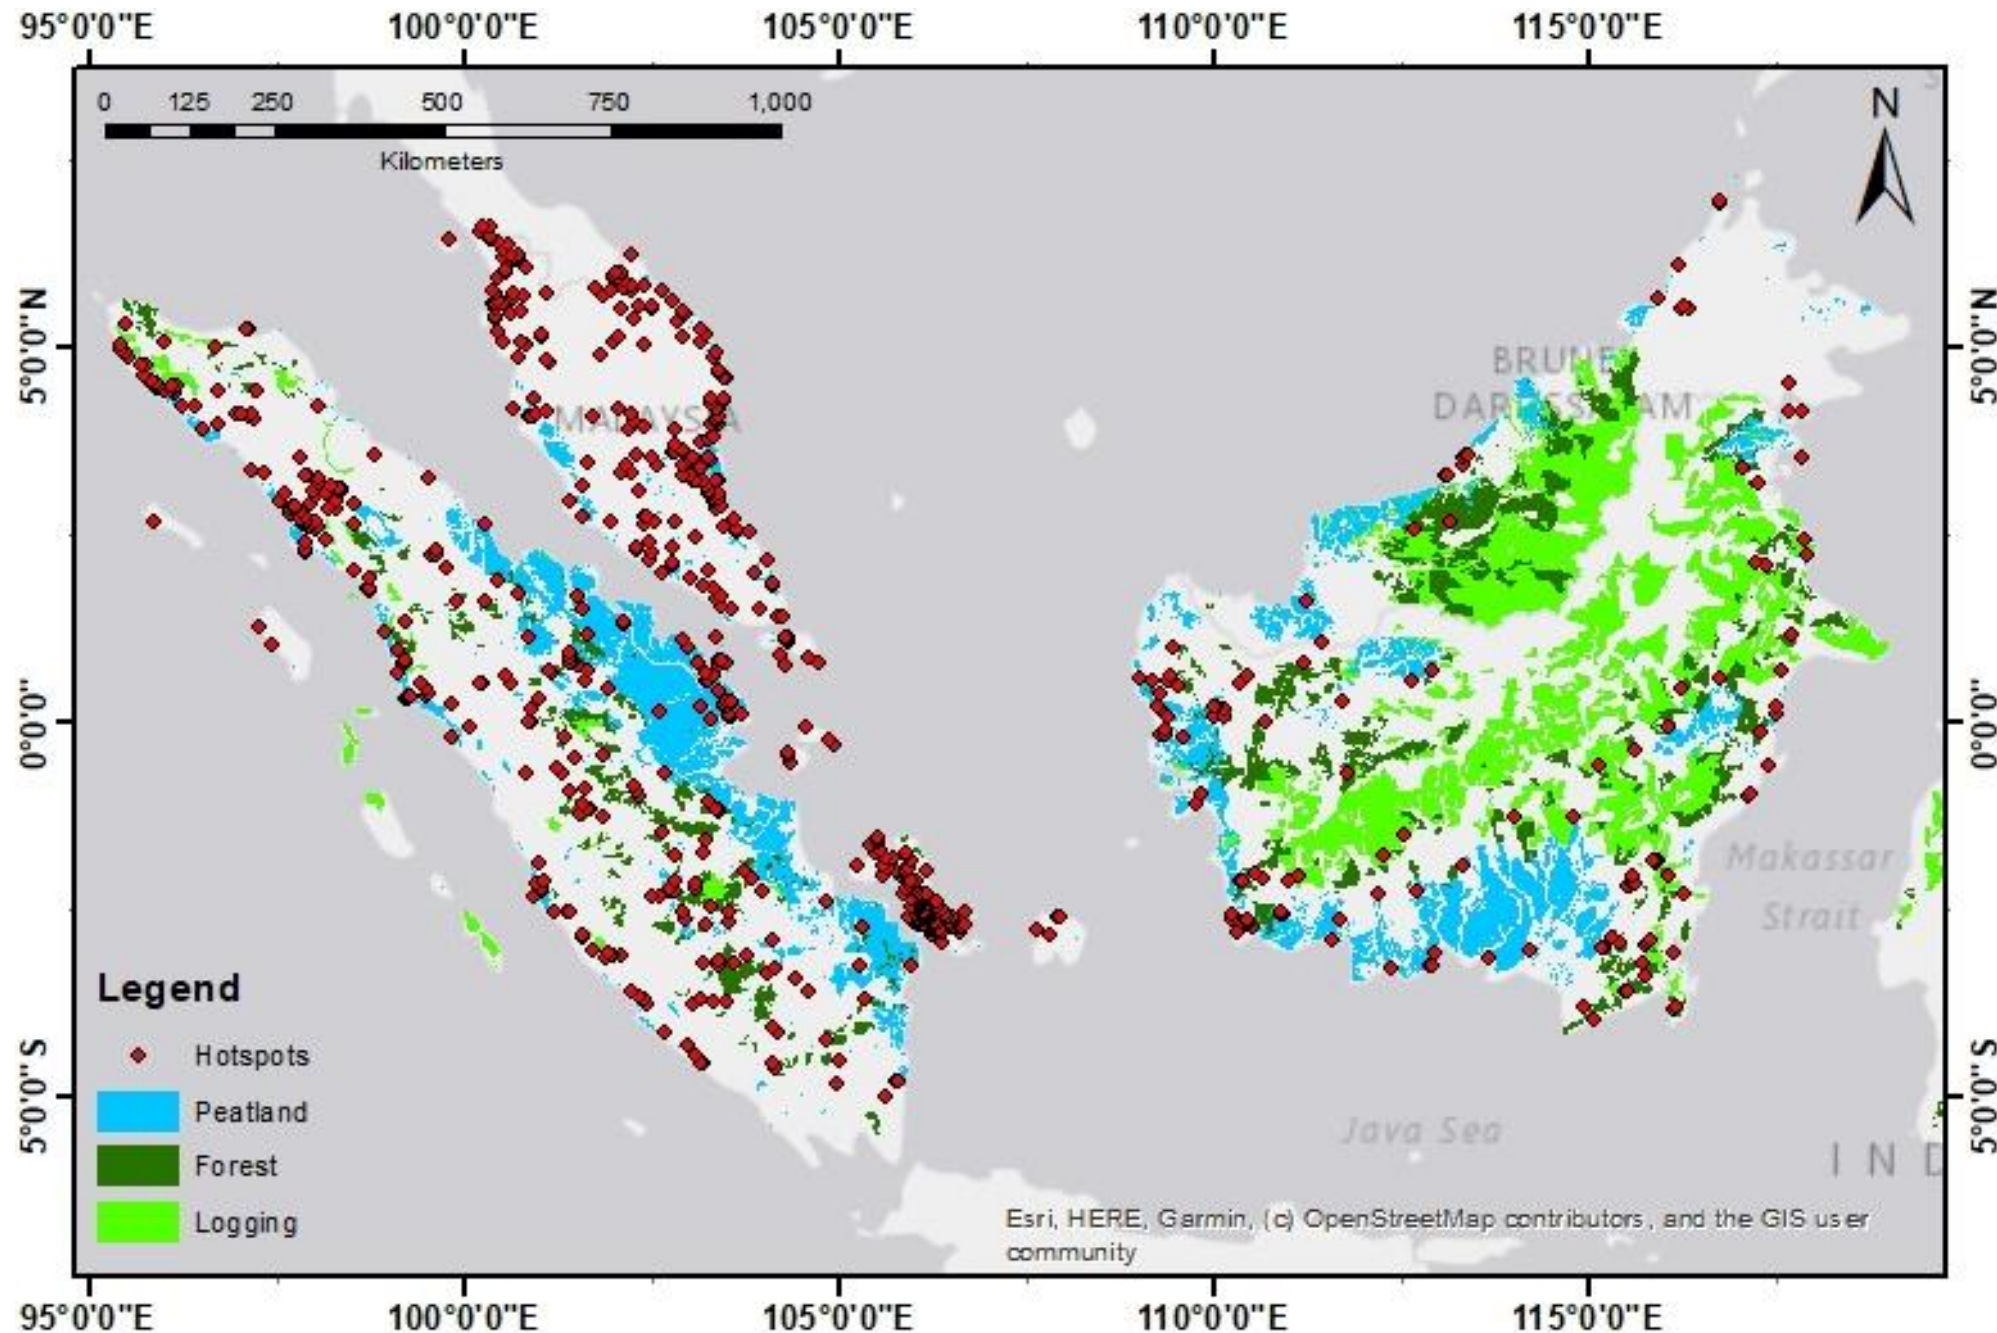 95°0'0"E 100°0'0"E 105°0'0"E 110°0'0"E 115°0'0"E
0 125 250 500 750 1,000
Kilometers
N
5°0'0"N
5°0'0"N
BRUNE
DARUSSALAM
MALAYSIA
0°0'0"
0°0'0"
Makassar
Strait
Legend
Hotspots
Peatland
Forest
Logging
5°0'0"S
5°0'0"S
Java Sea
I N D
Esri, HERE, Garmin, (c) OpenStreetMap contributors, and the GIS user
community
95°0'0"E 100°0'0"E 105°0'0"E 110°0'0"E 115°0'0"E